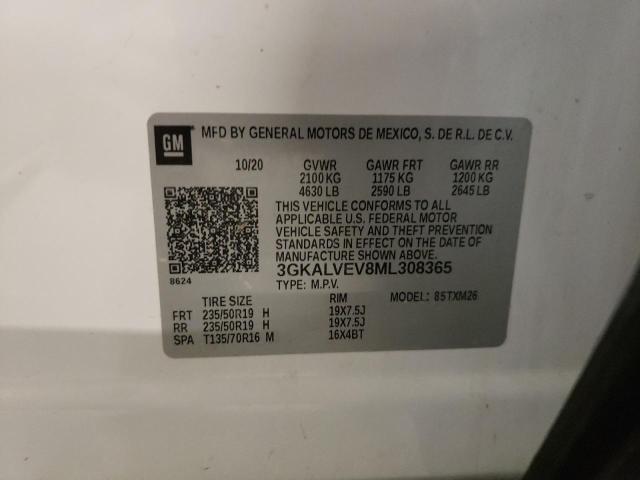 GM MFD BY GENERAL MOTORS DE MEXICO, S. DE R.L. DE C.V.
10/20 GVWR GAWR FRT GAWR RR
2100 KG 1175 KG 1200 KG
4630 LB 2590 LB 2645 LB
THIS VEHICLE CONFORMS TO ALL
APPLICABLE U.S. FEDERAL MOTOR
VEHICLE SAFETY AND THEFT PREVENTION
STANDARDS IN EFFECT ON THE DATE OF
MANUFACTURE SHOWN ABOVE.
3GKALVEV8ML308365
8624 TYPE: M.P.V.
TIRE SIZE RIM MODEL: 85TXM26
FRT 235/50R19 H 19X7.5J
RR 235/50R19 H 19X7.5J
SPA T135/70R16 M 16X4BT